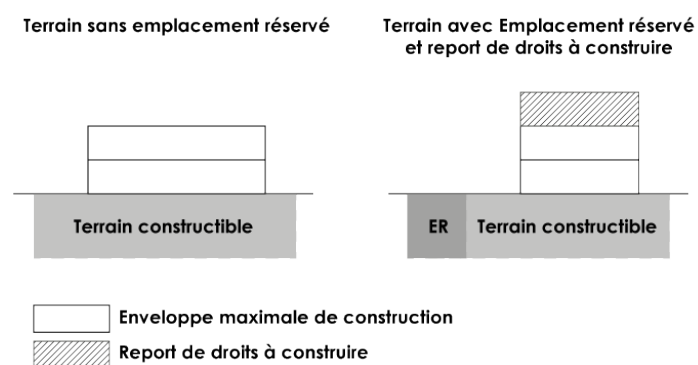 Terrain sans emplacement réservé
Terrain avec Emplacement réservé
et report de droits à construire
Terrain constructible
ER
Terrain constructible
Enveloppe maximale de construction
Report de droits à construire